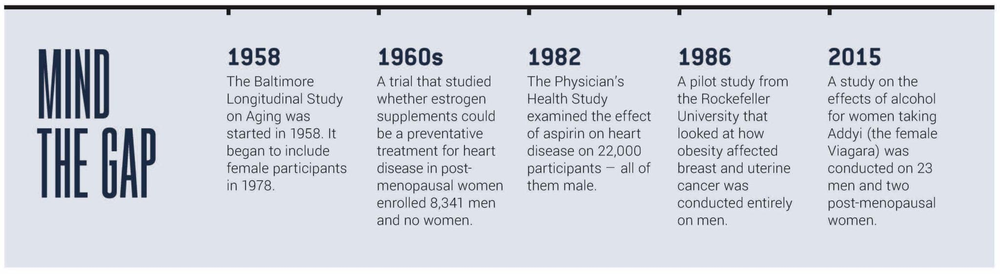 MIND
THE GAP
1958
The Baltimore
Longitudinal Study
on Aging was
started in 1958. It
began to include
female participants
in 1978.
1960s
A trial that studied
whether estrogen
supplements could
be a preventative
treatment for heart
disease in post-
menopausal women
enrolled 8,341 men
and no women.
1982
The Physician’s
Health Study
examined the effect
of aspirin on heart
disease on 22,000
participants — all of
them male.
1986
A pilot study from
the Rockefeller
University that
looked at how
obesity affected
breast and uterine
cancer was
conducted entirely
on men.
2015
A study on the
effects of alcohol
for women taking
Addyi (the female
Viagara) was
conducted on 23
men and two
post-menopausal
women.